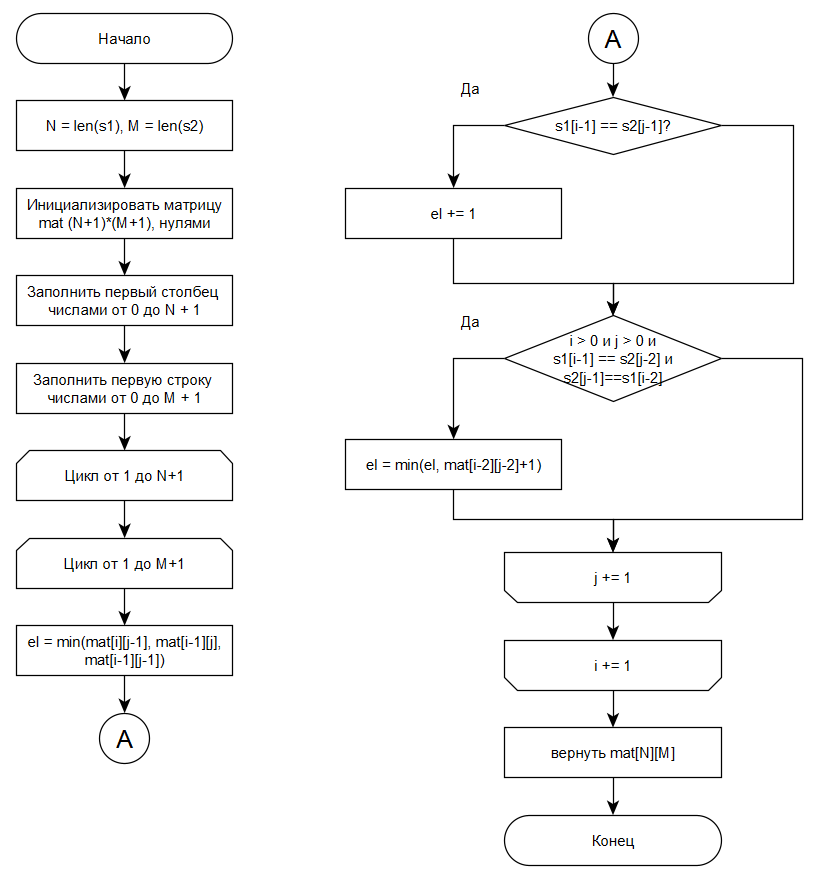 Начало
N = len(s1), M = len(s2)
Инициализировать матрицу
mat (N+1)*(M+1), нулями
Заполнить первый столбец
числами от 0 до N + 1
Заполнить первую строку
числами от 0 до M + 1
Цикл от 1 до N+1
Цикл от 1 до M+1
el = min(mat[i][j-1], mat[i-1][j],
mat[i-1][j-1])
A
A
Да
s1[i-1] == s2[j-1]?
el += 1
Да
i > 0 и j > 0 и
s1[i-1] == s2[j-2] и
s2[j-1]==s1[i-2]
el = min(el, mat[i-2][j-2]+1)
j += 1
i += 1
вернуть mat[N][M]
Конец